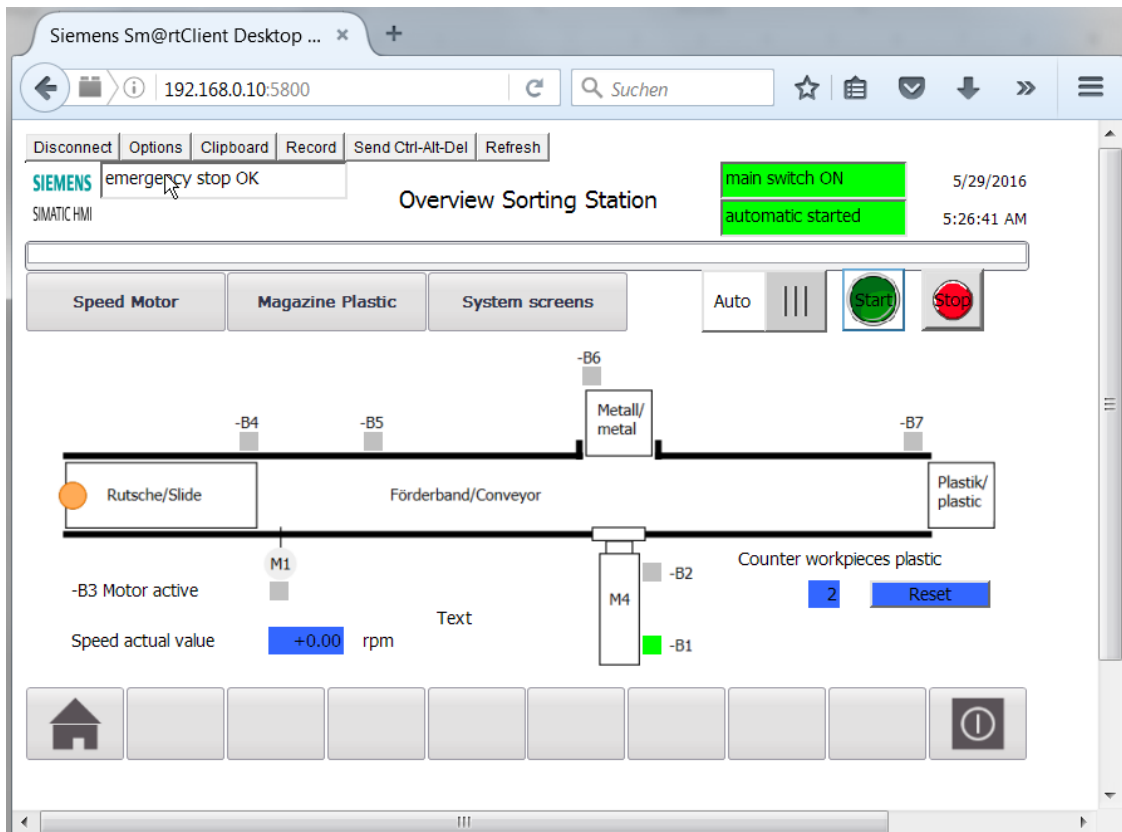 Siemens Sm@rtClient Desktop ...
192.168.0.10:5800
Suchen
Disconnect Options Clipboard Record Send Ctrl-Alt-Del Refresh
SIEMENS
SIMATIC HMI
emergency stop OK
Overview Sorting Station
main switch ON
automatic started
5/29/2016
5:26:41 AM
Speed Motor Magazine Plastic System screens Auto Start Stop
-B6
Metall/
metal
-B4 -B5 -B7
Rutsche/Slide Förderband/Conveyor
Plastik/
plastic
M1
-B3 Motor active
Speed actual value +0.00 rpm
Text
M4
-B2
-B1
Counter workpieces plastic
2 Reset